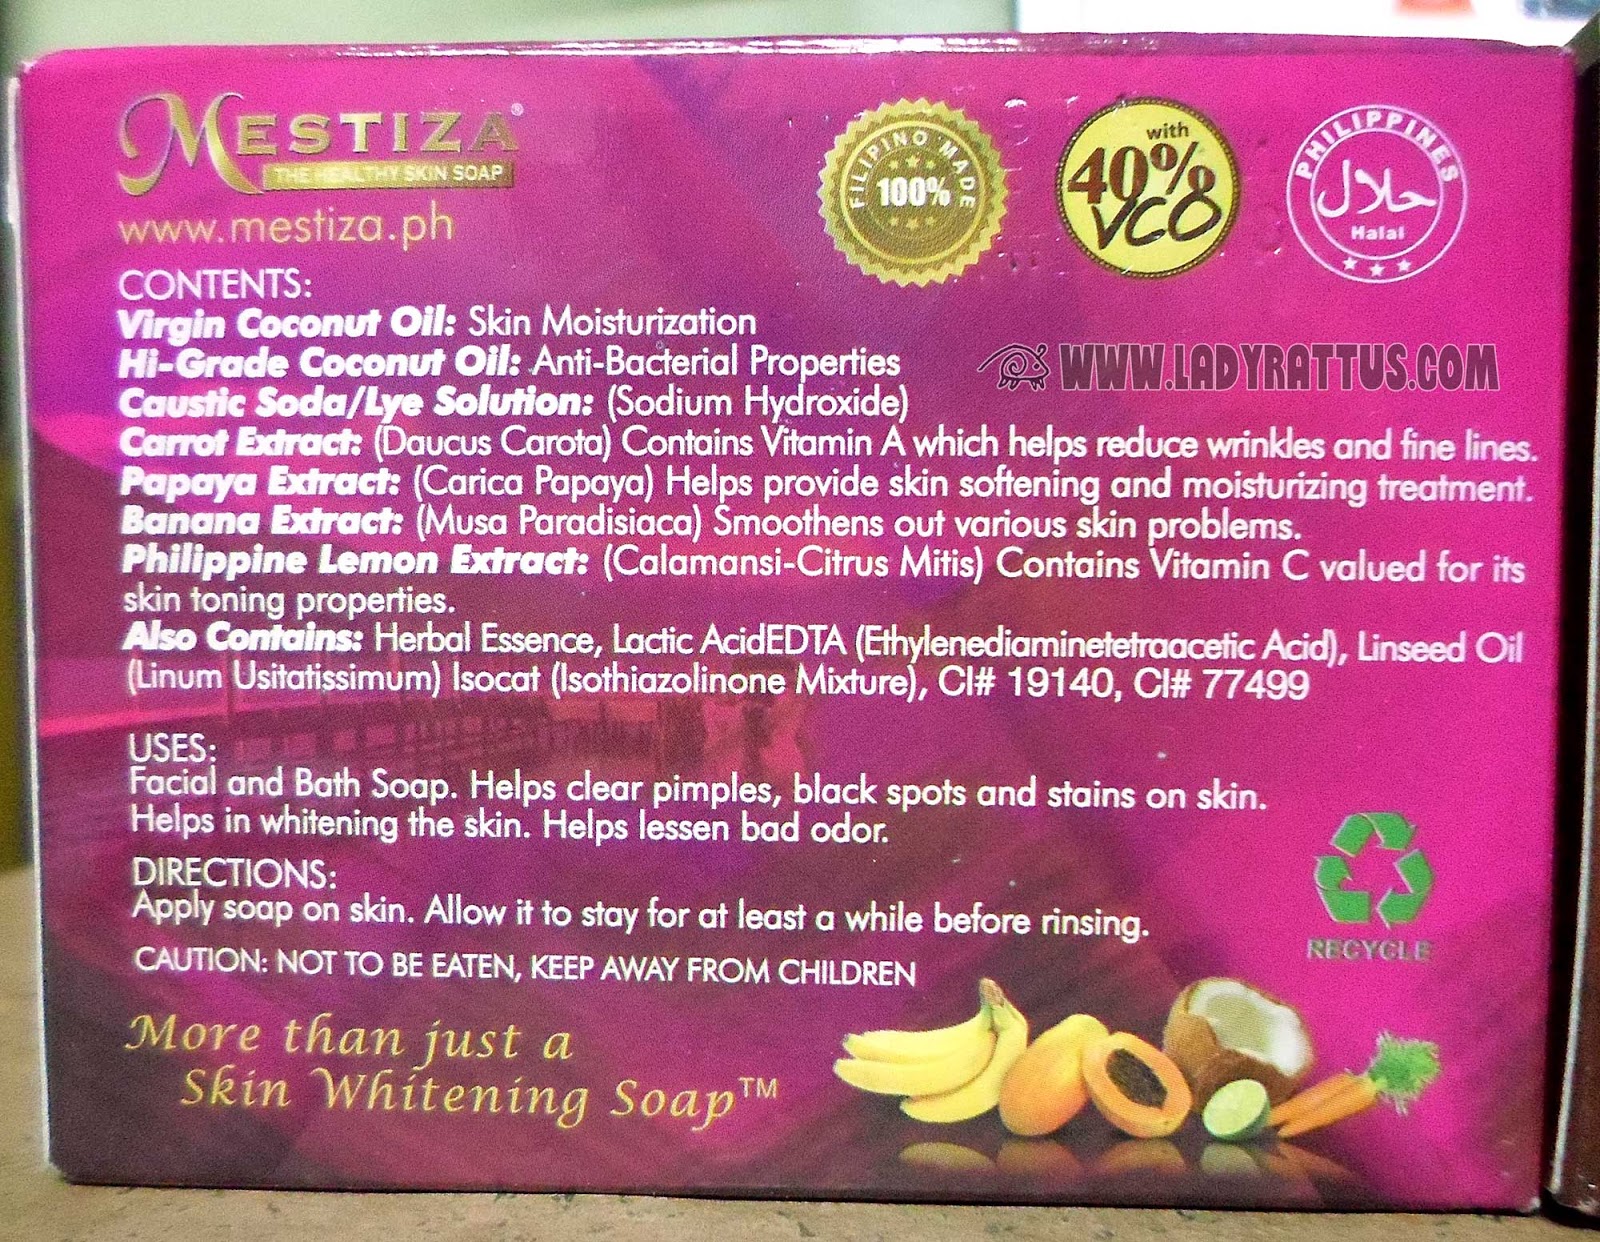 MESTIZA®
THE HEALTHY SKIN SOAP
www.mestiza.ph
FILIPINO MADE
100%
with
40%
VCO
PHILIPPINES
حلال
Halal
CONTENTS:
Virgin Coconut Oil: Skin Moisturization
Hi-Grade Coconut Oil: Anti-Bacterial Properties
WWW.LADYRATTUS.COM
Caustic Soda/Lye Solution: (Sodium Hydroxide)
Carrot Extract: (Daucus Carota) Contains Vitamin A which helps reduce wrinkles and fine lines.
Papaya Extract: (Carica Papaya) Helps provide skin softening and moisturizing treatment.
Banana Extract: (Musa Paradisiaca) Smoothens out various skin problems.
Philippine Lemon Extract: (Calamansi-Citrus Mitis) Contains Vitamin C valued for its
skin toning properties.
Also Contains: Herbal Essence, Lactic AcidEDTA (Ethylenediaminetetraacetic Acid), Linseed Oil
(Linum Usitatissimum) Isocat (Isothiazolinone Mixture), CI# 19140, CI# 77499
USES:
Facial and Bath Soap. Helps clear pimples, black spots and stains on skin.
Helps in whitening the skin. Helps lessen bad odor.
DIRECTIONS:
Apply soap on skin. Allow it to stay for at least a while before rinsing.
CAUTION: NOT TO BE EATEN, KEEP AWAY FROM CHILDREN
RECYCLE
More than just a
Skin Whitening Soap™